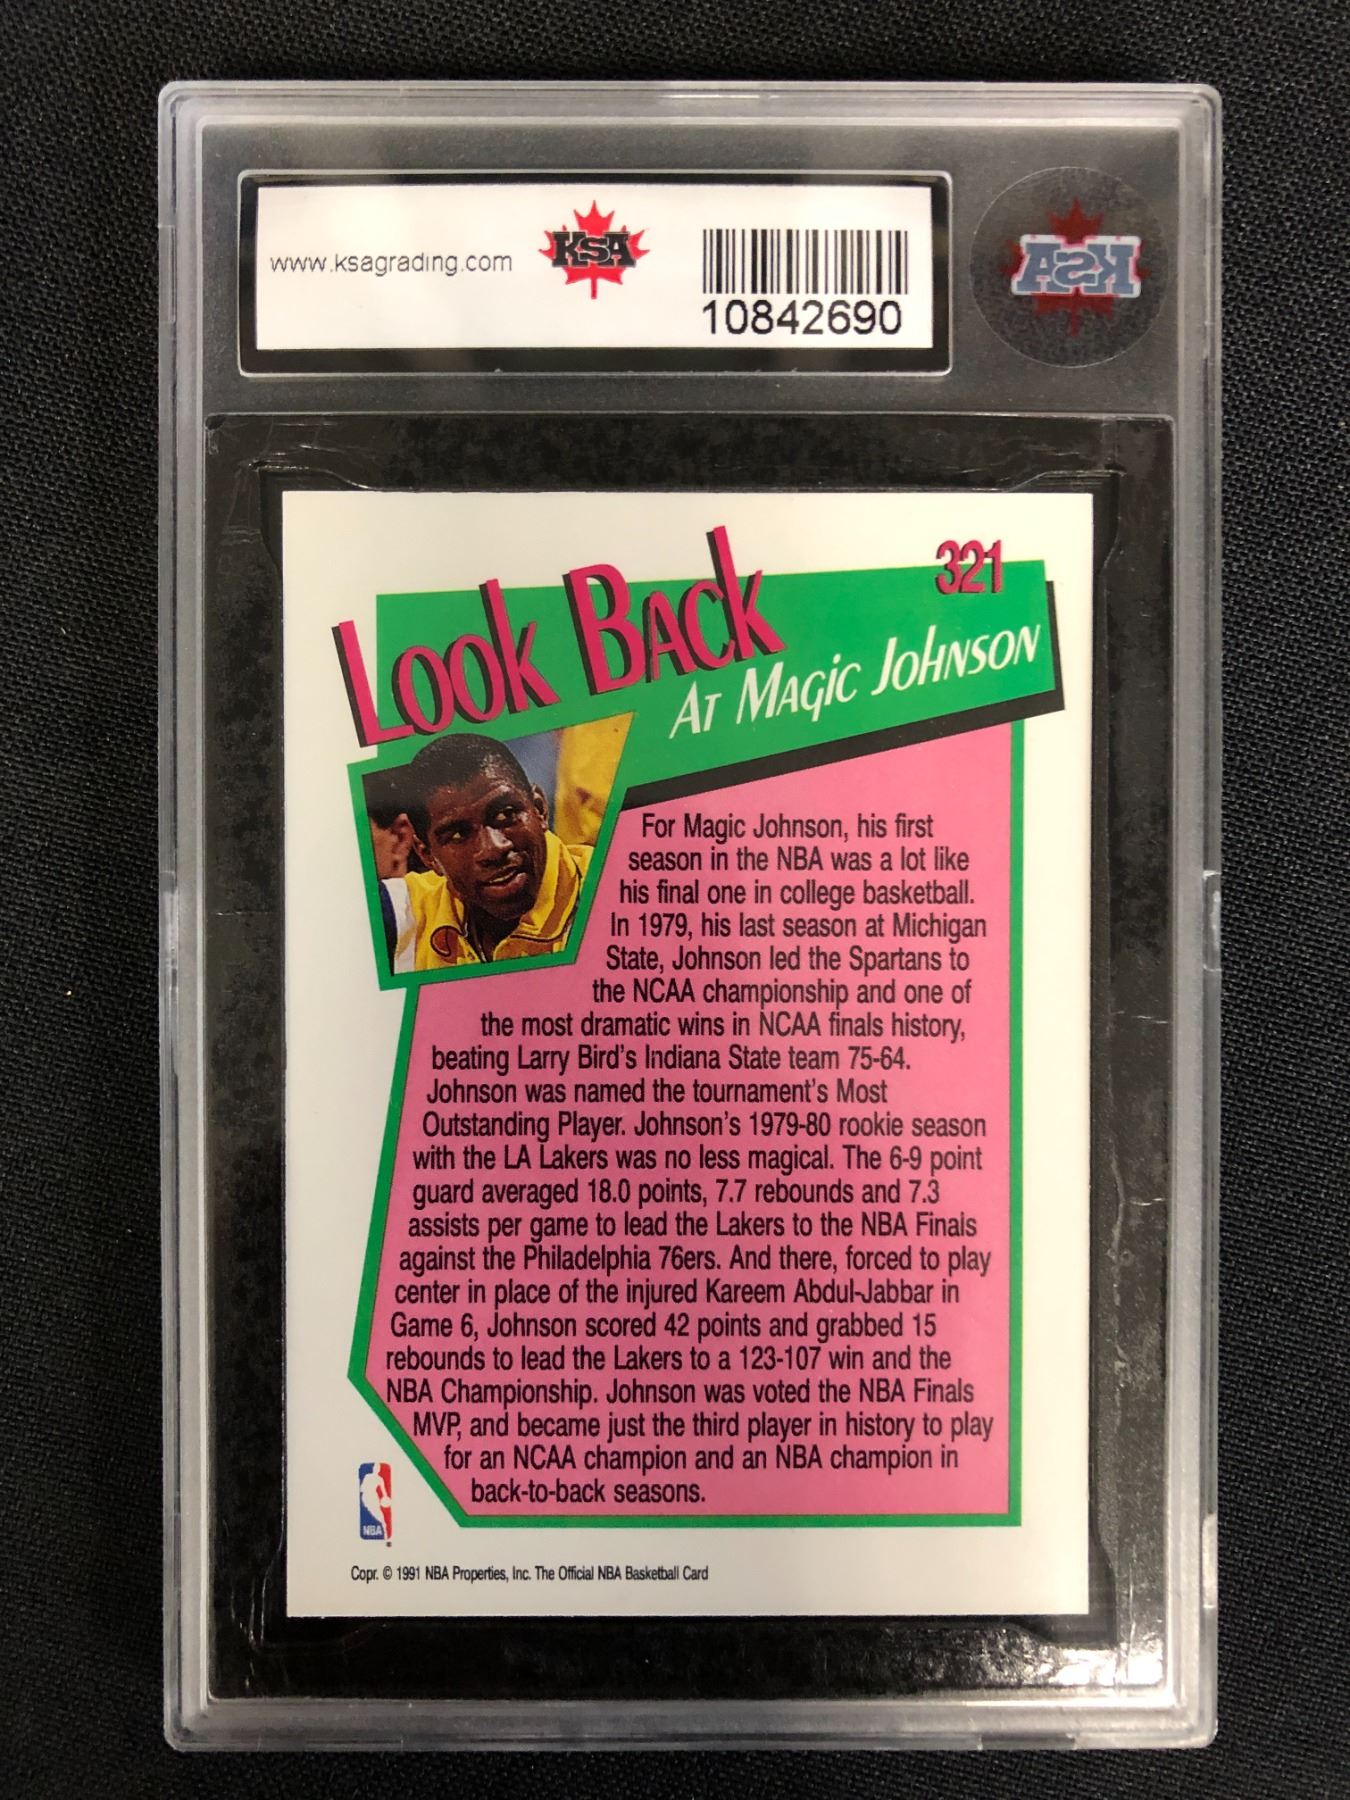 www.ksagrading.com
KSA
10842690
KSA
321
Look Back
At Magic Johnson
For Magic Johnson, his first
season in the NBA was a lot like
his final one in college basketball.
In 1979, his last season at Michigan
State, Johnson led the Spartans to
the NCAA championship and one of
the most dramatic wins in NCAA finals history,
beating Larry Bird's Indiana State team 75-64.
Johnson was named the tournament's Most
Outstanding Player. Johnson's 1979-80 rookie season
with the LA Lakers was no less magical. The 6-9 point
guard averaged 18.0 points, 7.7 rebounds and 7.3
assists per game to lead the Lakers to the NBA Finals
against the Philadelphia 76ers. And there, forced to play
center in place of the injured Kareem Abdul-Jabbar in
Game 6, Johnson scored 42 points and grabbed 15
rebounds to lead the Lakers to a 123-107 win and the
NBA Championship. Johnson was voted the NBA Finals
MVP, and became just the third player in history to play
for an NCAA champion and an NBA champion in
back-to-back seasons.
NBA
Copr. © 1991 NBA Properties, Inc. The Official NBA Basketball Card